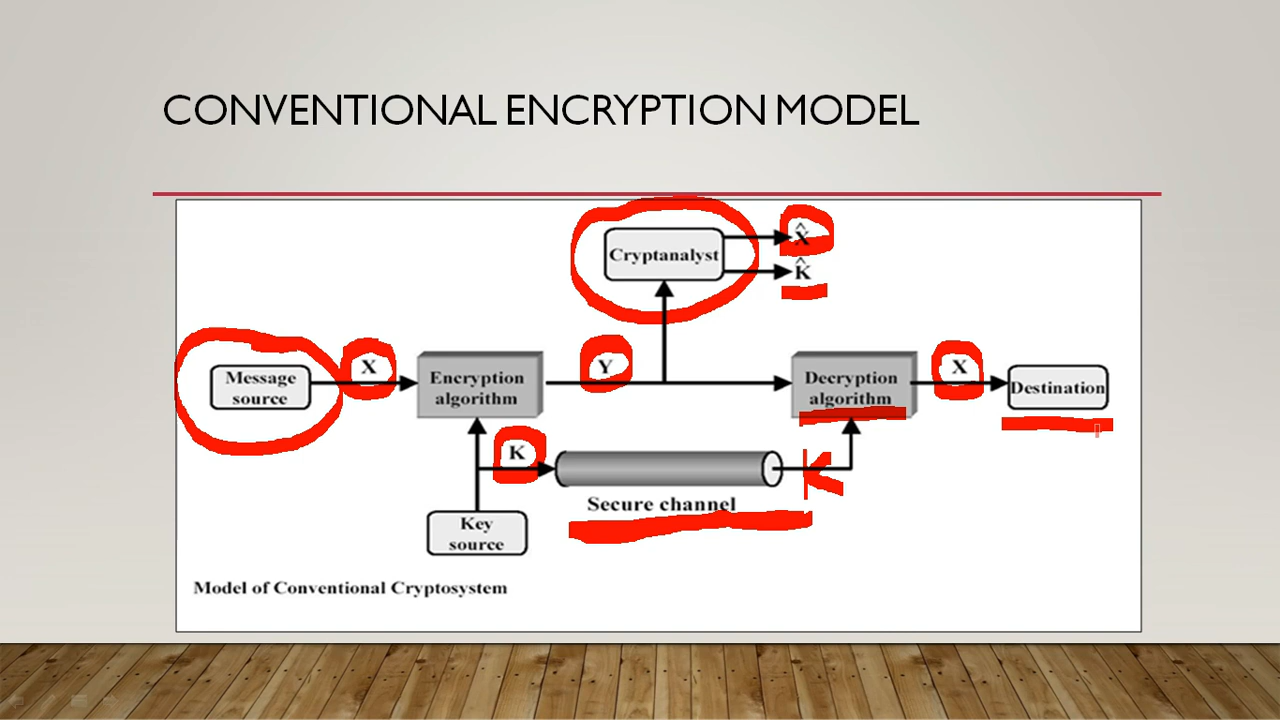 CONVENTIONAL ENCRYPTION MODEL
Cryptanalyst
X̂
K̂
Message
source
X
Encryption
algorithm
Y
Decryption
algorithm
X
Destination
K
K
Secure channel
Key
source
Model of Conventional Cryptosystem